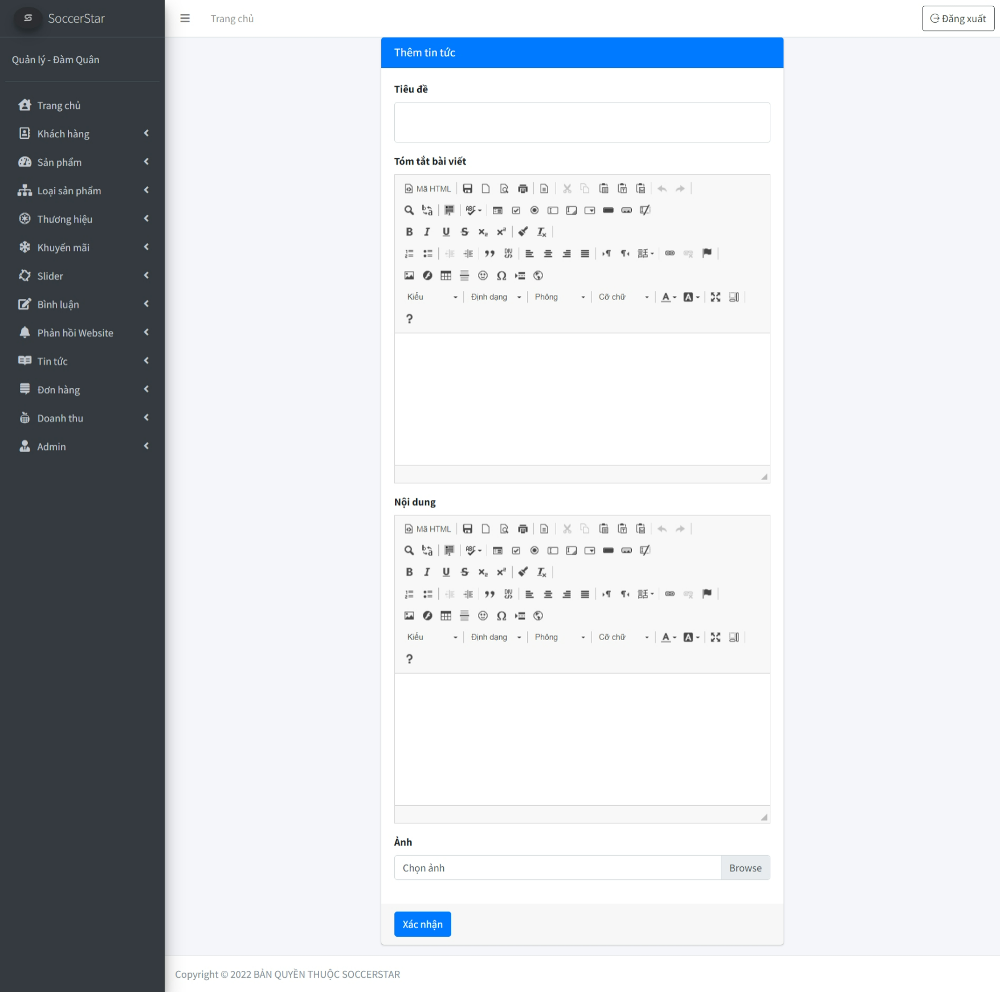 SoccerStar
Trang chủ
Đăng xuất
Quản lý - Đàm Quân
Trang chủ
Khách hàng
Sản phẩm
Loại sản phẩm
Thương hiệu
Khuyến mãi
Slider
Bình luận
Phản hồi Website
Tin tức
Đơn hàng
Doanh thu
Admin
Thêm tin tức
Tiêu đề
Tóm tắt bài viết
Mã HTML
Kiểu Định dạng Phông Cỡ chữ
Nội dung
Mã HTML
Kiểu Định dạng Phông Cỡ chữ
Ảnh
Chọn ảnh Browse
Xác nhận
Copyright © 2022 BẢN QUYỀN THUỘC SOCCERSTAR